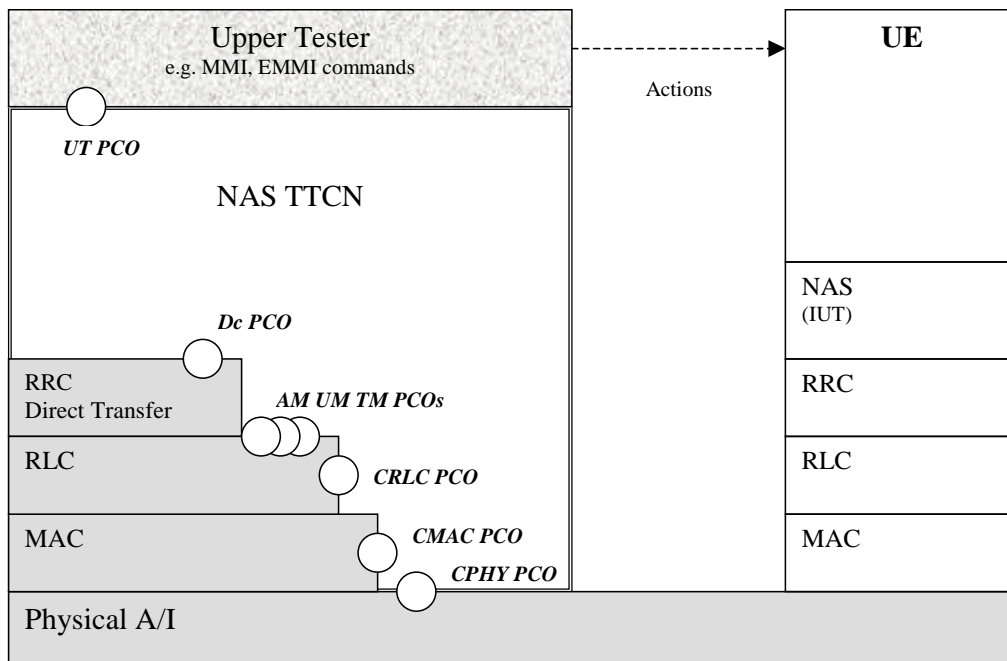 Upper Tester
e.g. MMI, EMMI commands
UE
Actions
UT PCO
NAS TTCN
NAS
(IUT)
Dc PCO
RRC
Direct Transfer
AM UM TM PCOs
RRC
RLC
CRLC PCO
RLC
MAC
CMAC PCO
MAC
CPHY PCO
Physical A/I